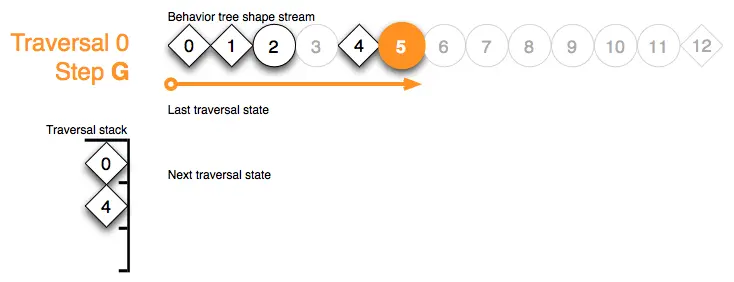 Behavior tree shape stream
Traversal 0
Step G
0 1 2 3 4 5 6 7 8 9 10 11 12
Last traversal state
Traversal stack
0
Next traversal state
4